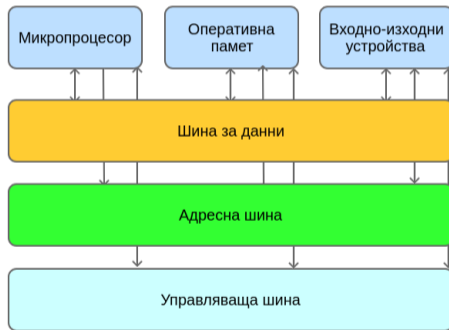 Микропроцесор
Оперативна
памет
Входно-изходни
устройства
Шина за данни
Адресна шина
Управляваща шина